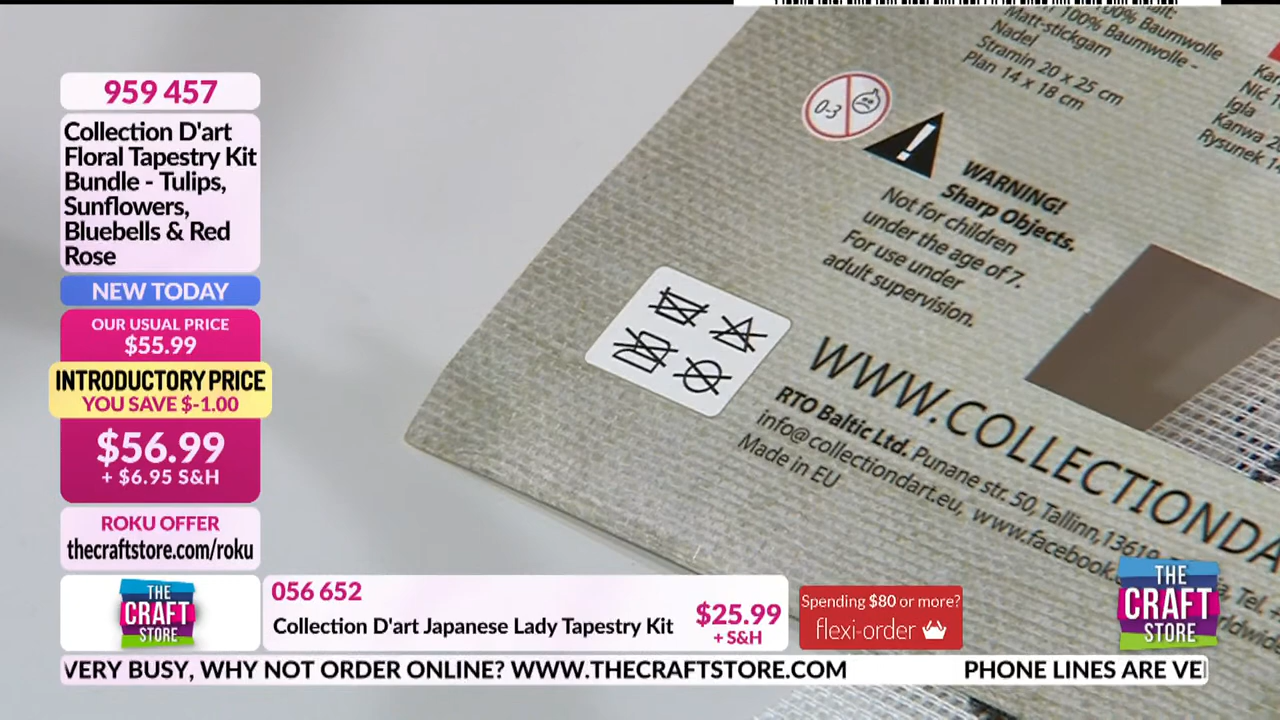 959 457
Collection D'art
Floral Tapestry Kit
Bundle - Tulips,
Sunflowers,
Bluebells & Red
Rose
NEW TODAY
OUR USUAL PRICE
$55.99
INTRODUCTORY PRICE
YOU SAVE $-1.00
$56.99
+ $6.95 S&H
ROKU OFFER
thecraftstore.com/roku
THE
CRAFT
STORE
056 652
Collection D'art Japanese Lady Tapestry Kit
$25.99
+ S&H
Spending $80 or more?
flexi-order
THE
CRAFT
STORE
VERY BUSY, WHY NOT ORDER ONLINE? WWW.THECRAFTSTORE.COM
PHONE LINES ARE VE
100% Baumwolle
Matt-stickgarn
100% Baumwolle -
Nadel
Stramin 20 x 25 cm
Plan 14 x 18 cm
Igla
Kanwa
Rysunek
0-3
WARNING!
Sharp Objects.
Not for children
under the age of 7.
For use under
adult supervision.
WWW.COLLECTIONDA
RTO Baltic Ltd. Punane str. 50, Tallinn, 13619
info@collectiondart.eu, www.facebook.
Made in EU